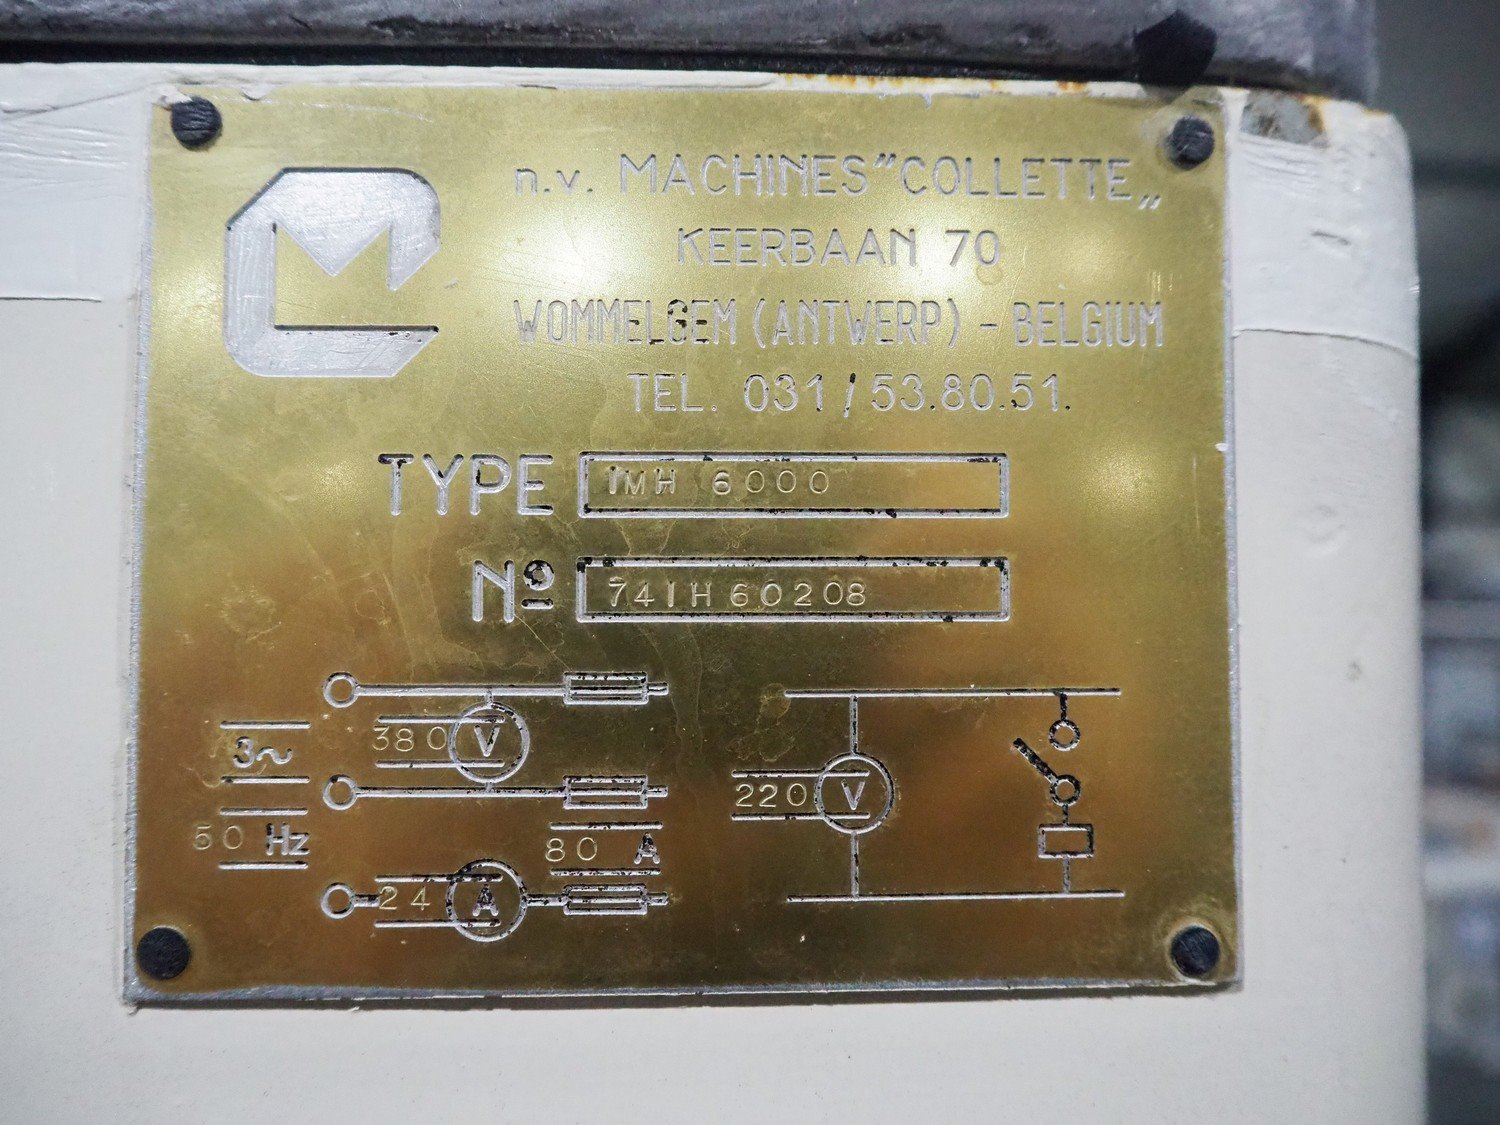 n.v. MACHINES "COLLETTE„
KEERBAAN 70
WOMMELGEM (ANTWERP) - BELGIUM
TEL. 031/53.80.51.
TYPE 1MH 6000
Nº 741H60208
380 V
3~
220 V
50 Hz
80 A
24 A